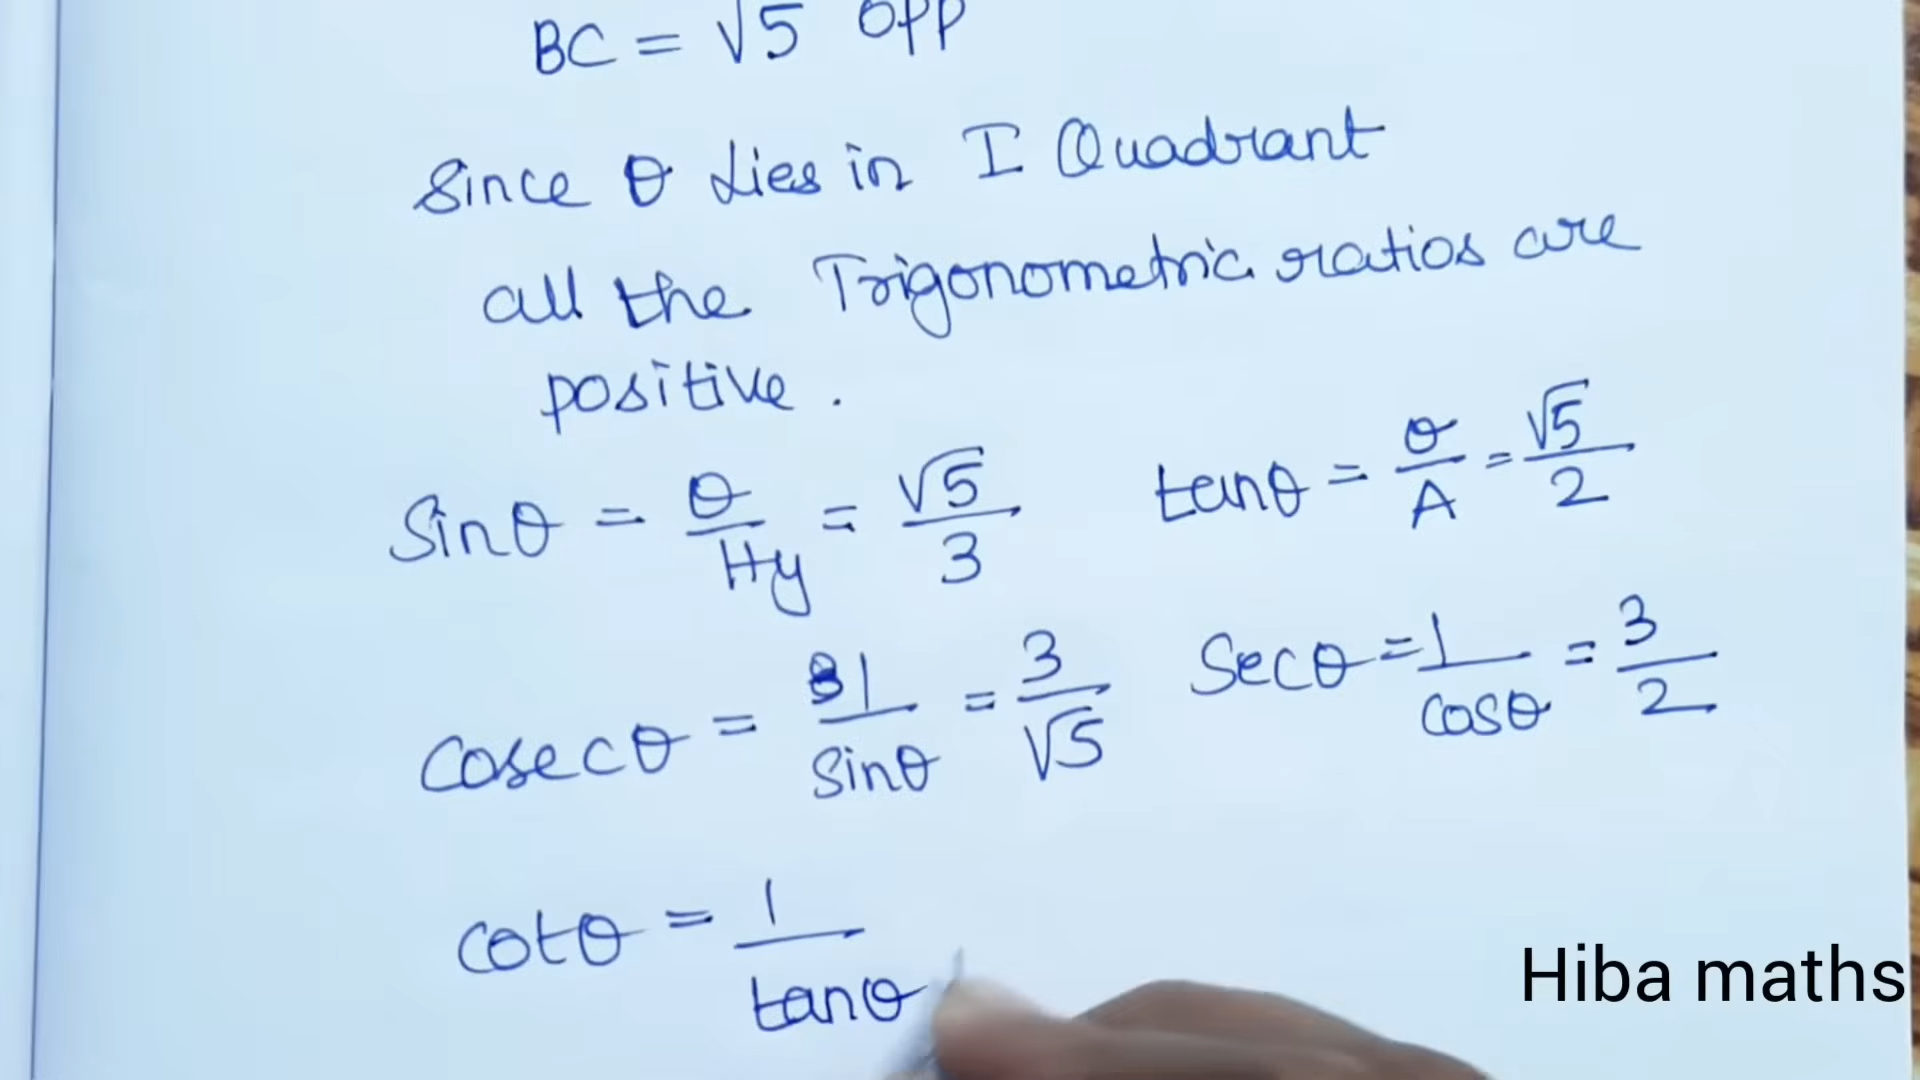 BC = √5 opp
Since θ Lies in I Quadrant
all the Trigonometric ratios are
positive.
Sinθ = θ/Hy = √5/3 tanθ = θ/A = √5/2
Cosecθ = 1/sinθ = 3/√5 Secθ = 1/cosθ = 3/2
cotθ = 1/tanθ
Hiba maths